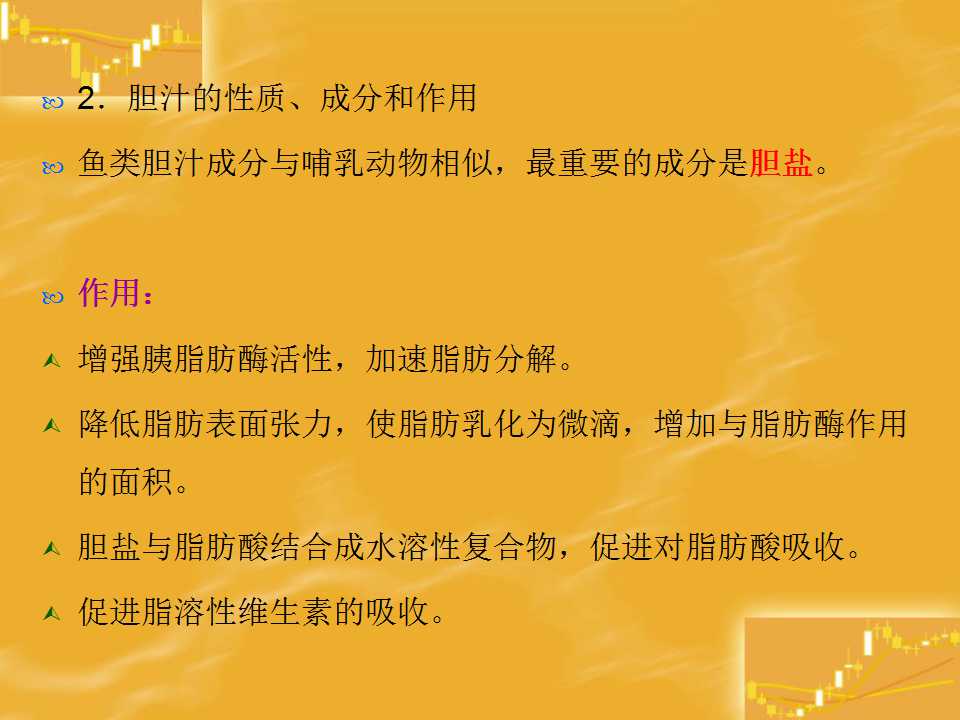 2．胆汁的性质、成分和作用
鱼类胆汁成分与哺乳动物相似，最重要的成分是胆盐。
作用：
增强胰脂肪酶活性，加速脂肪分解。
降低脂肪表面张力，使脂肪乳化为微滴，增加与脂肪酶作用
的面积。
胆盐与脂肪酸结合成水溶性复合物，促进对脂肪酸吸收。
促进脂溶性维生素的吸收。